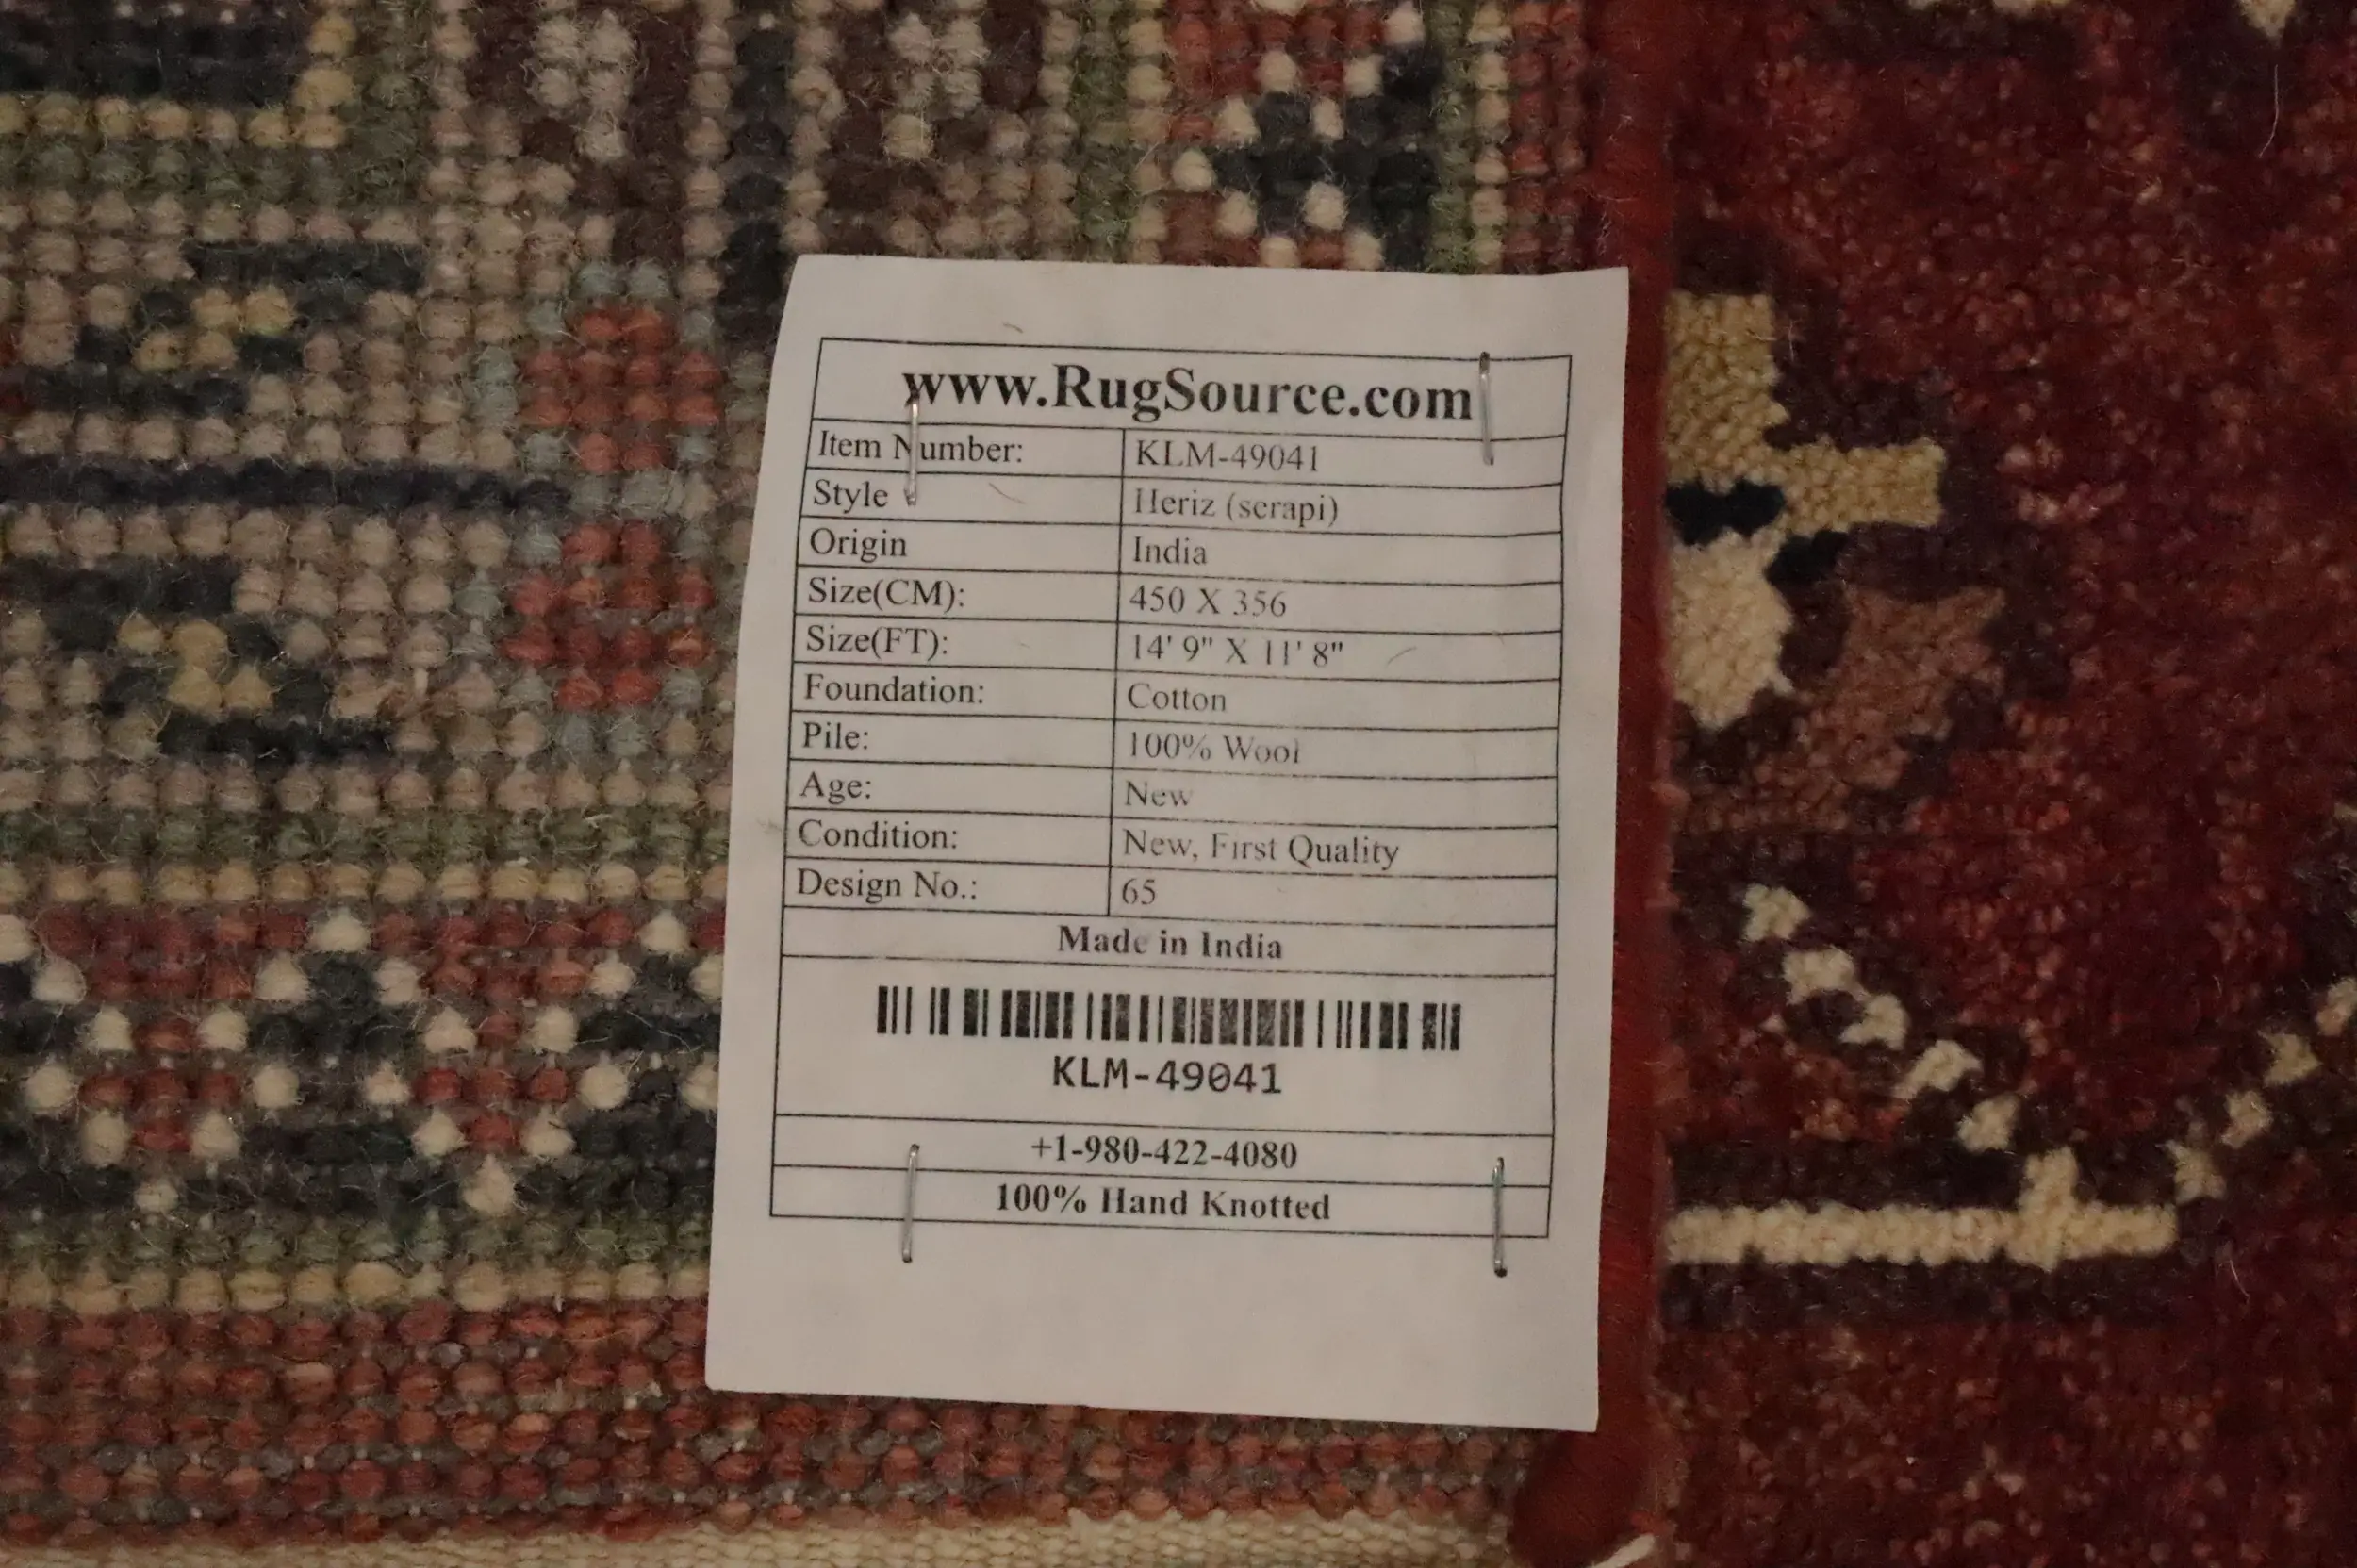 www.RugSource.com
Item Number: KLM-49041
Style Heriz (serapi)
Origin India
Size(CM): 450 X 356
Size(FT): 14' 9" X 11' 8"
Foundation: Cotton
Pile: 100% Wool
Age: New
Condition: New, First Quality
Design No.: 65
Made in India
KLM-49041
+1-980-422-4080
100% Hand Knotted